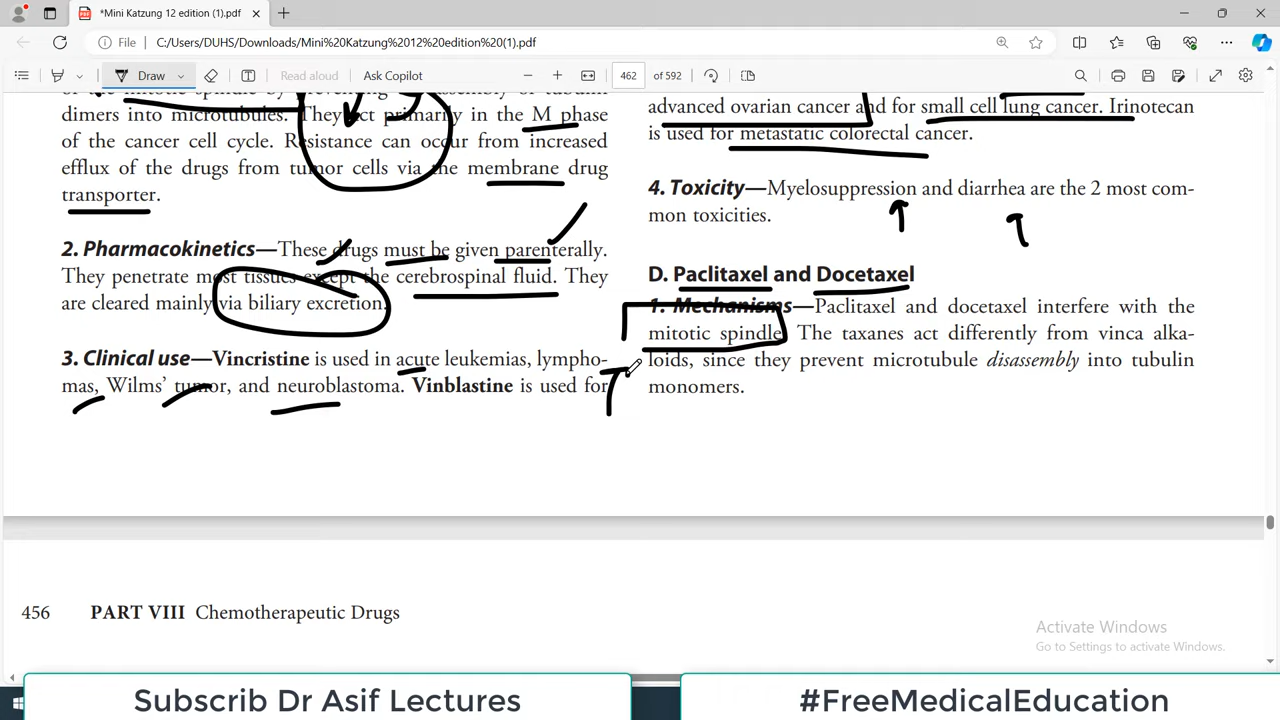 *Mini Katzung 12 edition (1).pdf
File C:/Users/DUHS/Downloads/Mini%20Katzung%2012%20edition%20(1).pdf
Draw Read aloud Ask Copilot 462 of 592
of the mitotic spindle by preventing assembly of tubulin
dimers into microtubules. They act primarily in the M phase
of the cancer cell cycle. Resistance can occur from increased
efflux of the drugs from tumor cells via the membrane drug
transporter.
2. Pharmacokinetics—These drugs must be given parenterally.
They penetrate most tissues except the cerebrospinal fluid. They
are cleared mainly via biliary excretion.
3. Clinical use—Vincristine is used in acute leukemias, lympho-
mas, Wilms’ tumor, and neuroblastoma. Vinblastine is used for
advanced ovarian cancer and for small cell lung cancer. Irinotecan
is used for metastatic colorectal cancer.
4. Toxicity—Myelosuppression and diarrhea are the 2 most com-
mon toxicities.
D. Paclitaxel and Docetaxel
1. Mechanisms—Paclitaxel and docetaxel interfere with the
mitotic spindle. The taxanes act differently from vinca alka-
loids, since they prevent microtubule disassembly into tubulin
monomers.
456 PART VIII Chemotherapeutic Drugs
Activate Windows
Go to Settings to activate Windows.
Subscrib Dr Asif Lectures
#FreeMedicalEducation